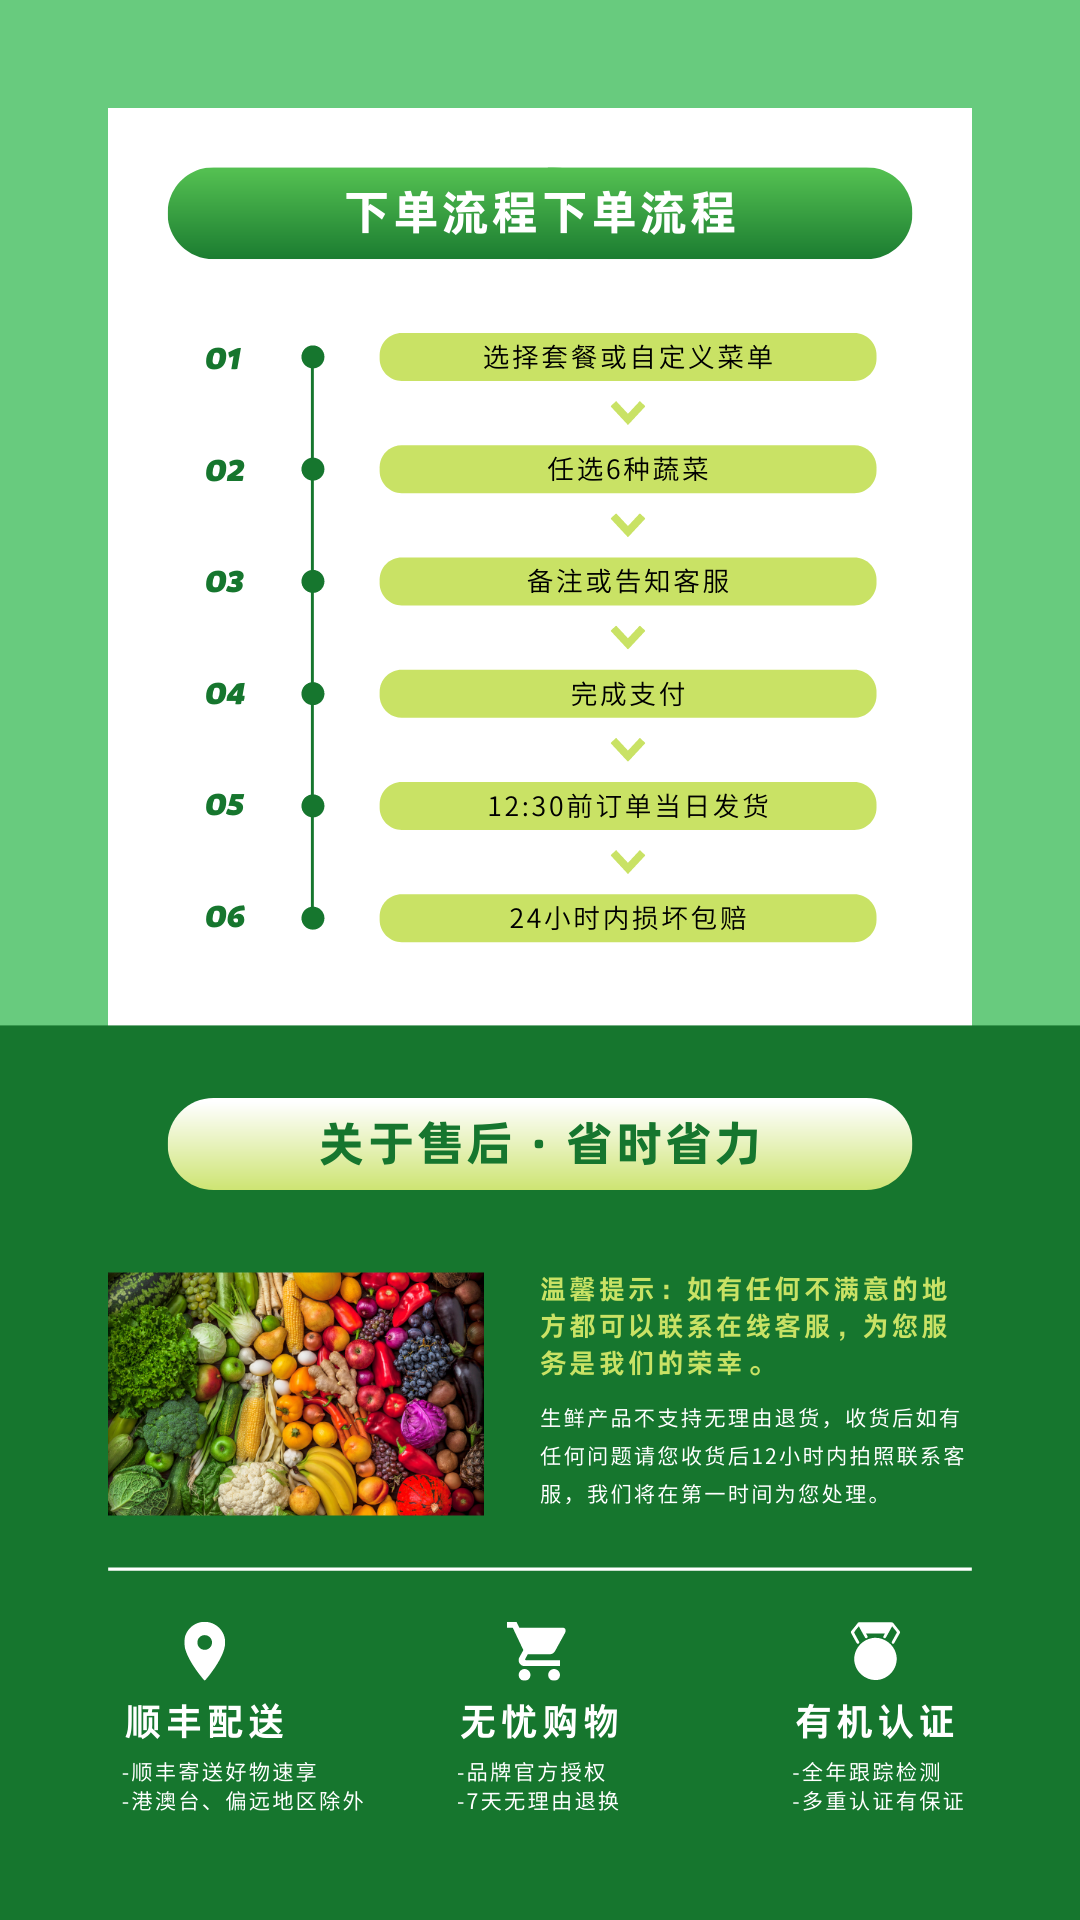 下单流程下单流程
01
选择套餐或自定义菜单
02
任选6种蔬菜
03
备注或告知客服
04
完成支付
05
12:30前订单当日发货
06
24小时内损坏包赔
关于售后 · 省时省力
温馨提示：如有任何不满意的地
方都可以联系在线客服，为您服
务是我们的荣幸。
生鲜产品不支持无理由退货，收货后如有
任何问题请您收货后12小时内拍照联系客
服，我们将在第一时间为您处理。
顺丰配送
-顺丰寄送好物速享
-港澳台、偏远地区除外
无忧购物
-品牌官方授权
-7天无理由退换
有机认证
-全年跟踪检测
-多重认证有保证